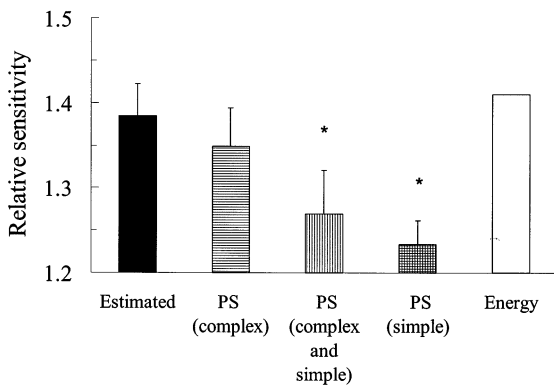 1.5
1.4
1.3
1.2
Relative sensitivity
*
*
Estimated
PS
(complex)
PS
(complex
and
simple)
PS
(simple)
Energy